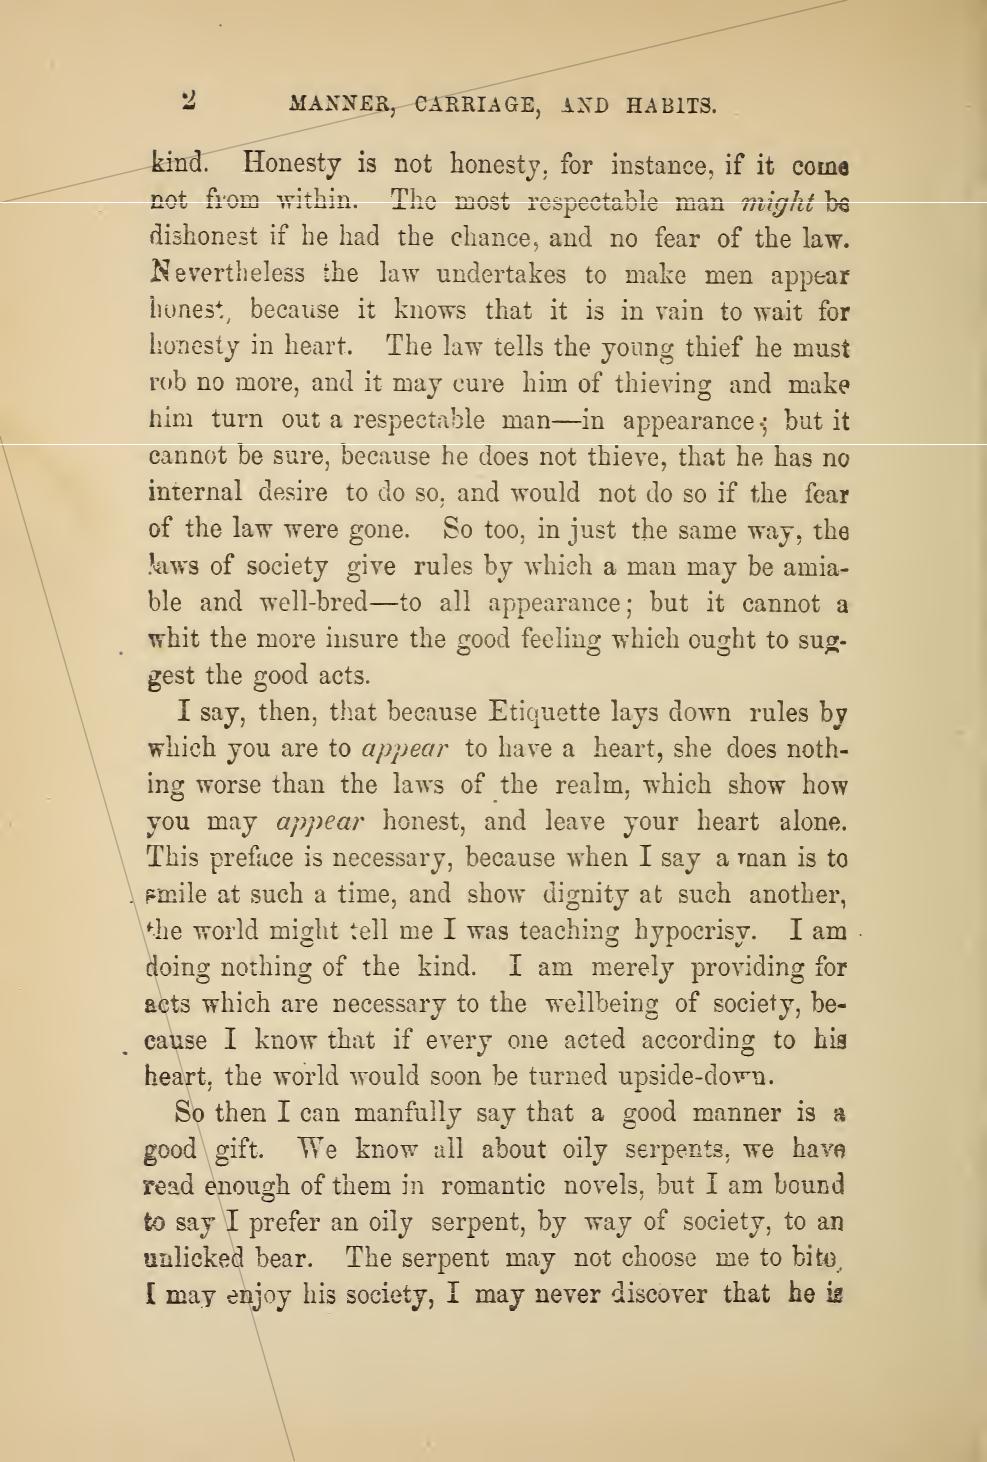 2 MANNER, CARRIAGE, AND HABITS.
kind. Honesty is not honesty, for instance, if it come
not from within. The most respectable man might be
dishonest if he had the chance, and no fear of the law.
Nevertheless the law undertakes to make men appear
honest, because it knows that it is in vain to wait for
honesty in heart. The law tells the young thief he must
rob no more, and it may cure him of thieving and make
him turn out a respectable man—in appearance; but it
cannot be sure, because he does not thieve, that he has no
internal desire to do so, and would not do so if the fear
of the law were gone. So too, in just the same way, the
laws of society give rules by which a man may be amia-
ble and well-bred—to all appearance; but it cannot a
whit the more insure the good feeling which ought to sug-
gest the good acts.
I say, then, that because Etiquette lays down rules by
which you are to appear to have a heart, she does noth-
ing worse than the laws of the realm, which show how
you may appear honest, and leave your heart alone.
This preface is necessary, because when I say a man is to
smile at such a time, and show dignity at such another,
the world might tell me I was teaching hypocrisy. I am
doing nothing of the kind. I am merely providing for
acts which are necessary to the wellbeing of society, be-
cause I know that if every one acted according to his
heart, the world would soon be turned upside-down.
So then I can manfully say that a good manner is a
good gift. We know all about oily serpents, we have
read enough of them in romantic novels, but I am bound
to say I prefer an oily serpent, by way of society, to an
unlicked bear. The serpent may not choose me to bite,
I may enjoy his society, I may never discover that he is